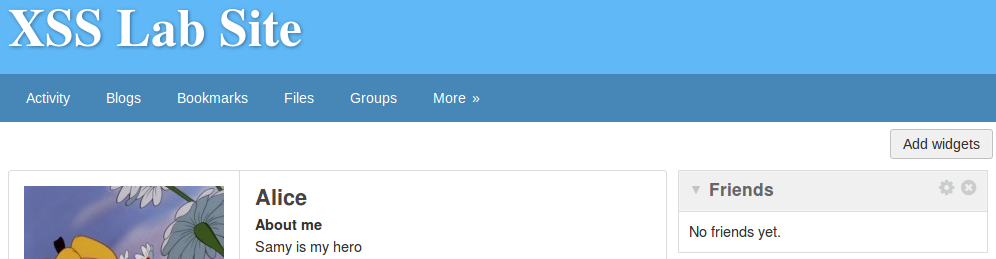 XSS Lab Site
Activity Blogs Bookmarks Files Groups More »
Add widgets
Alice
About me
Samy is my hero
Friends
No friends yet.